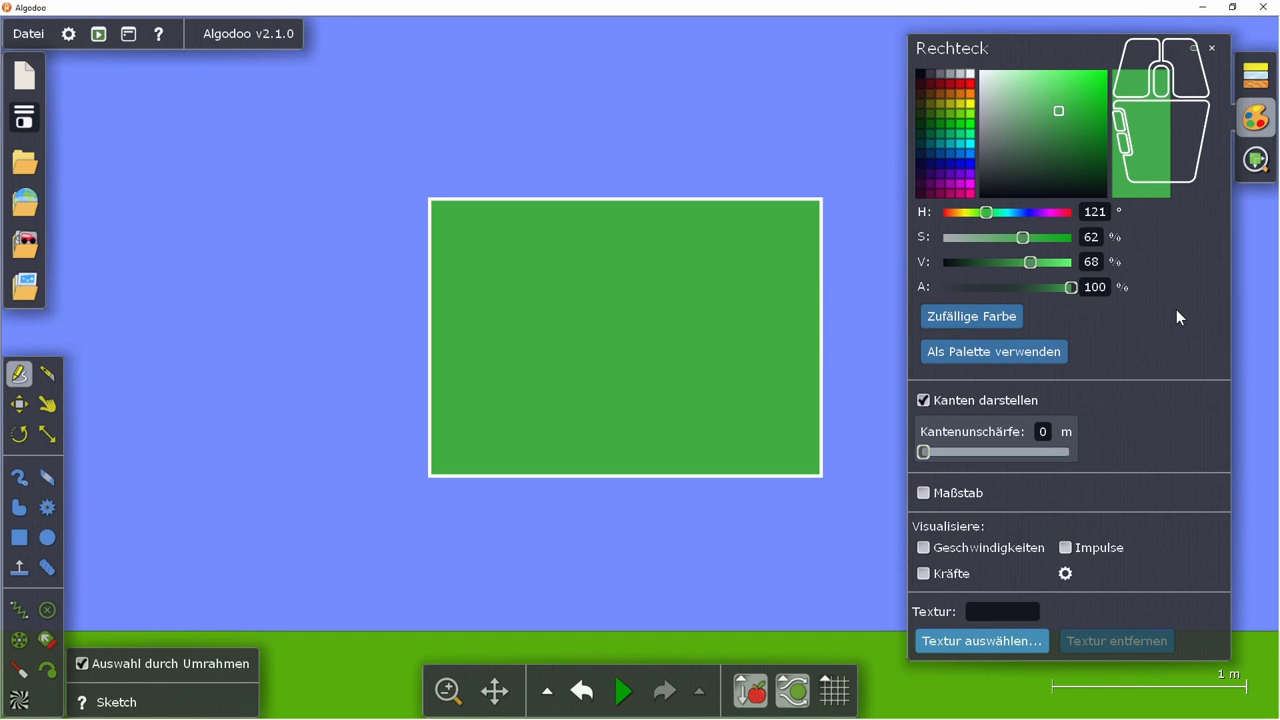 Algodoo
Datei
?
Algodoo v2.1.0
Rechteck
H: 121 °
S: 62 %
V: 68 %
A: 100 %
Zufällige Farbe
Als Palette verwenden
Kanten darstellen
Kantenunschärfe: 0 m
Maßstab
Visualisiere:
Geschwindigkeiten
Impulse
Kräfte
Textur:
Textur auswählen...
Textur entfernen
Auswahl durch Umrahmen
? Sketch
1 m